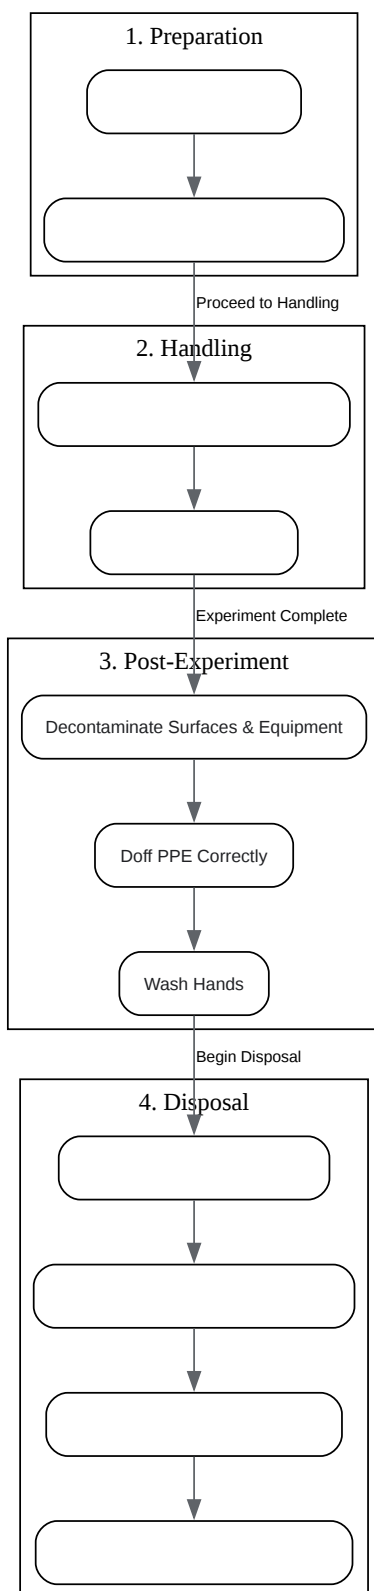 1. Preparation
Proceed to Handling
2. Handling
Experiment Complete
3. Post-Experiment
Decontaminate Surfaces & Equipment
Doff PPE Correctly
Wash Hands
Begin Disposal
4. Disposal